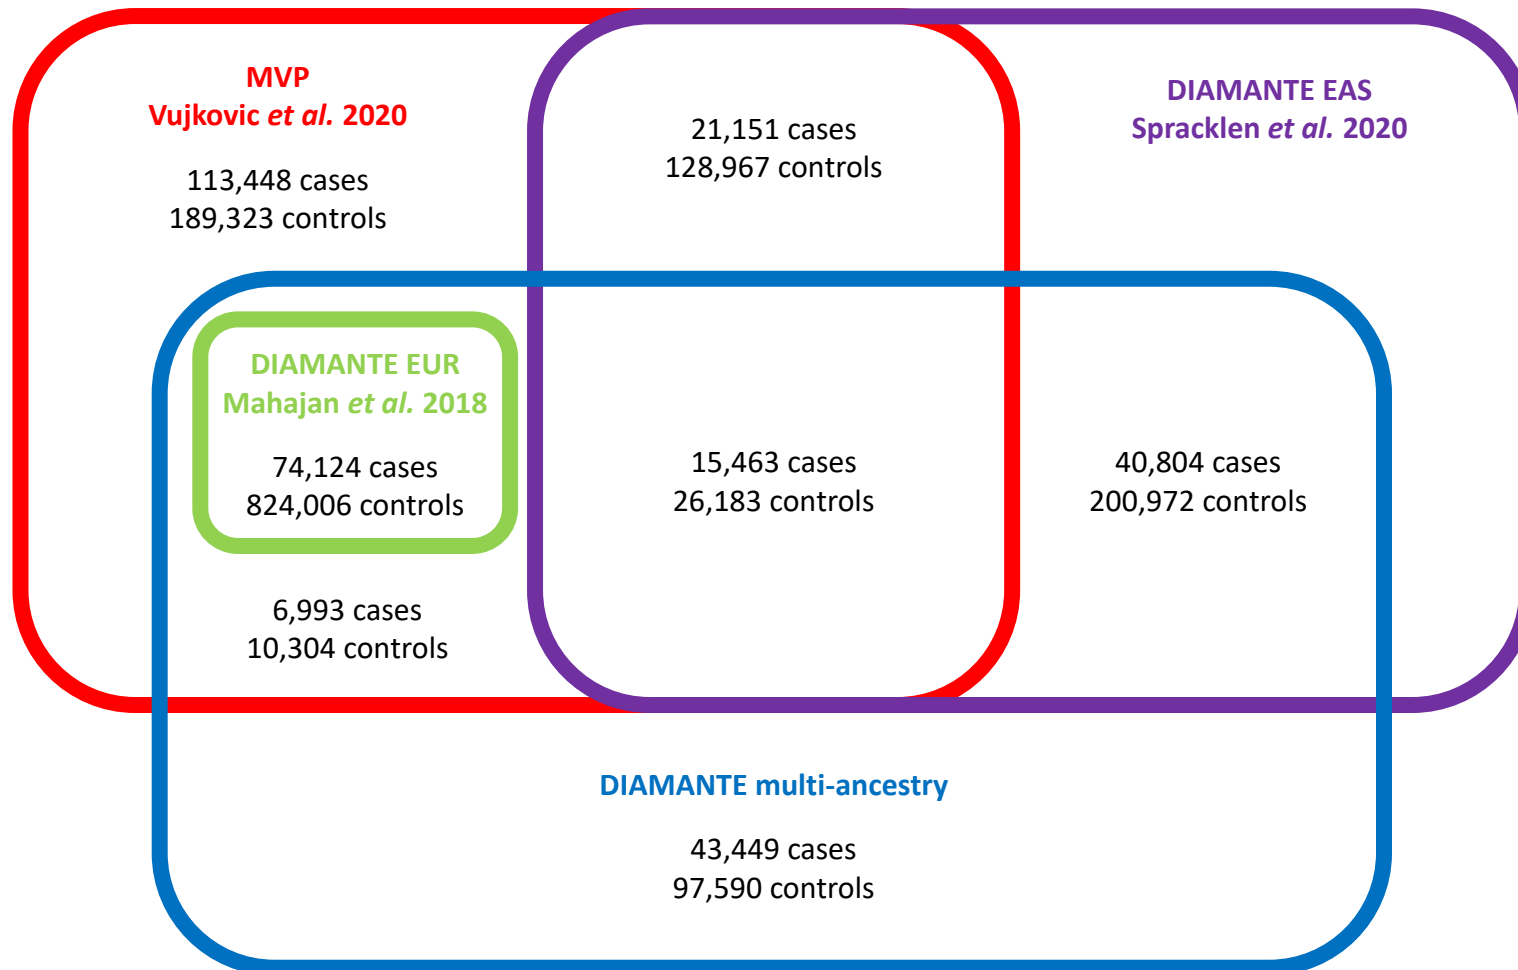 MVP
Vujkovic et al. 2020
113,448 cases
189,323 controls
21,151 cases
128,967 controls
DIAMANTE EAS
Spracklen et al. 2020
DIAMANTE EUR
Mahajan et al. 2018
74,124 cases
824,006 controls
6,993 cases
10,304 controls
15,463 cases
26,183 controls
40,804 cases
200,972 controls
DIAMANTE multi-ancestry
43,449 cases
97,590 controls